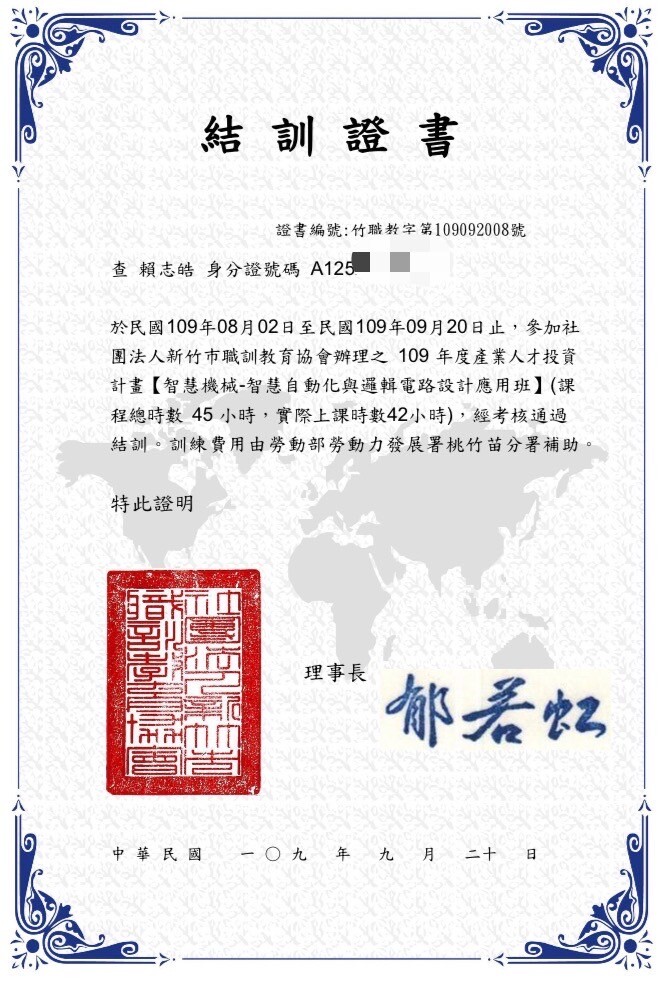 結訓證書
證書編號:竹職教字第109092008號
查 賴志皓 身分證號碼 A125
於民國109年08月02日至民國109年09月20日止，參加社
團法人新竹市職訓教育協會辦理之 109 年度產業人才投資
計畫【智慧機械-智慧自動化與邏輯電路設計應用班】(課
程總時數 45 小時，實際上課時數42小時)，經考核通過
結訓。訓練費用由勞動部勞動力發展署桃竹苗分署補助。
特此證明
社團法人新竹市職訓教育協會
理事長 郁若虹
中華民國 一〇九 年 九 月 二十 日